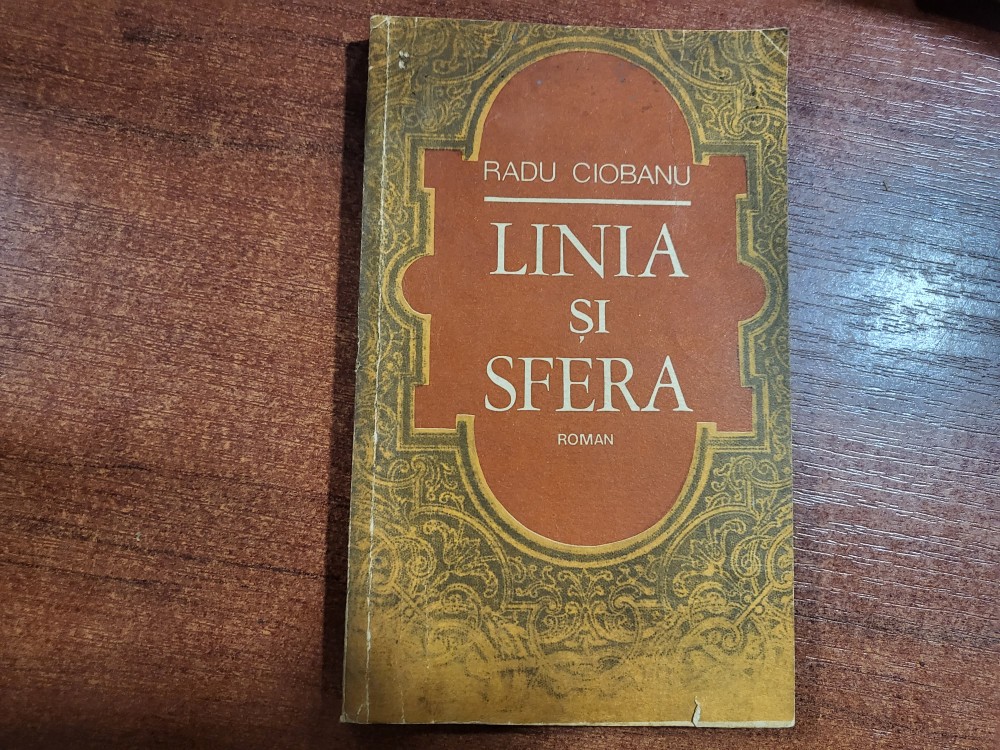 RADU CIOBANU
LINIA
ȘI
SFERA
ROMAN